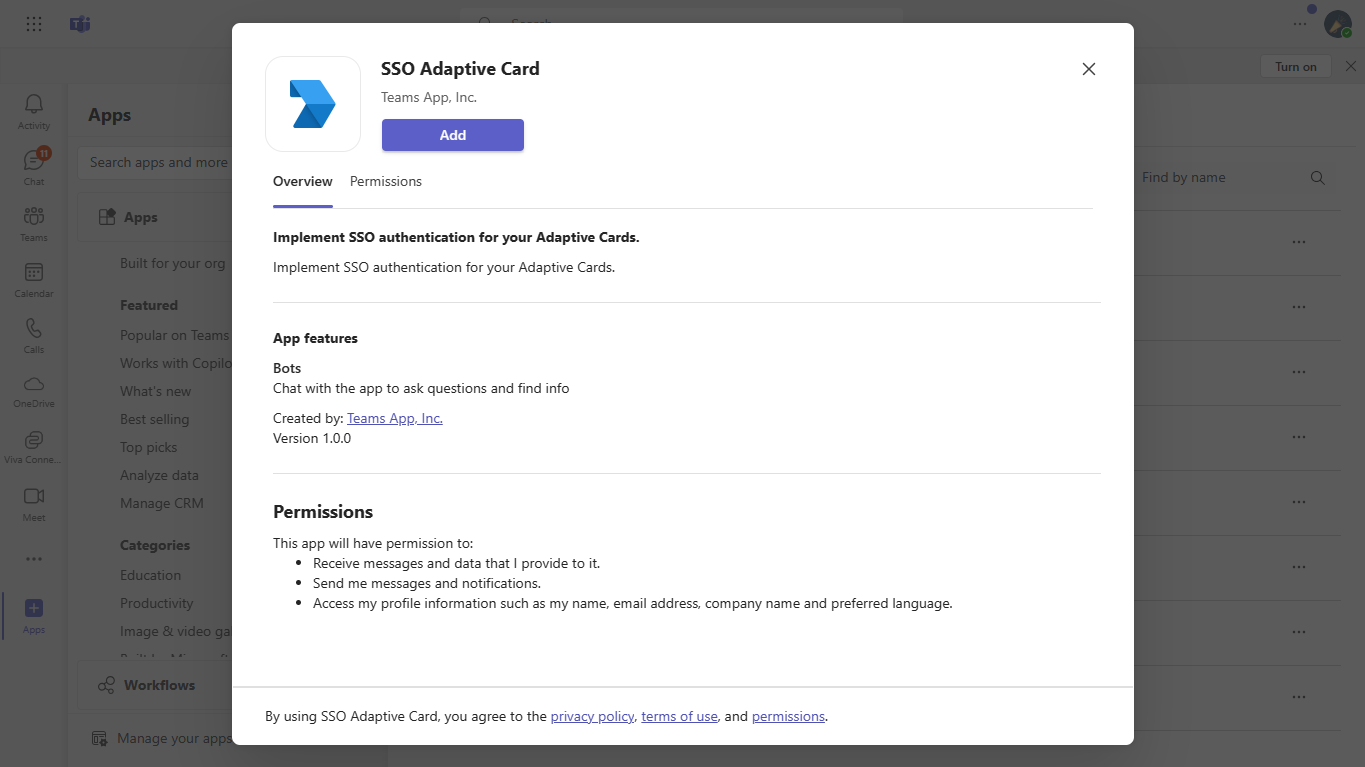 Search
Turn on
Activity
11
Chat
Teams
Calendar
Calls
OneDrive
Viva Conne...
Meet
Apps
Apps
Search apps and more
Apps
Built for your org
Featured
Popular on Teams
Works with Copilo
What's new
Best selling
Top picks
Analyze data
Manage CRM
Categories
Education
Productivity
Image & video ga
Workflows
Manage your apps
Find by name
SSO Adaptive Card
Teams App, Inc.
Add
Overview Permissions
Implement SSO authentication for your Adaptive Cards.
Implement SSO authentication for your Adaptive Cards.
App features
Bots
Chat with the app to ask questions and find info
Created by: Teams App, Inc.
Version 1.0.0
Permissions
This app will have permission to:
• Receive messages and data that I provide to it.
• Send me messages and notifications.
• Access my profile information such as my name, email address, company name and preferred language.
By using SSO Adaptive Card, you agree to the privacy policy, terms of use, and permissions.